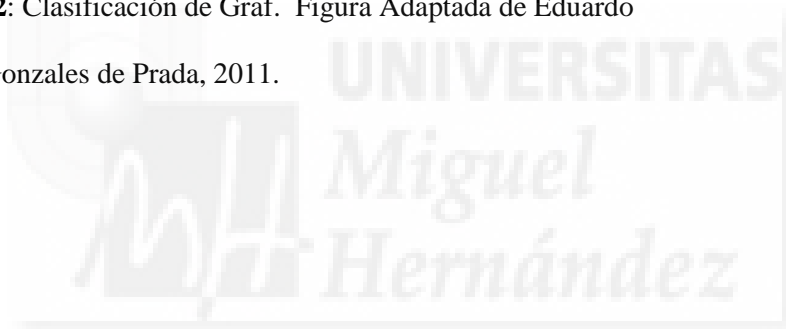 2: Clasificación de Graf. Figura Adaptada de Eduardo
onzales de Prada, 2011.
UNIVERSITAS
Miguel
Hernández